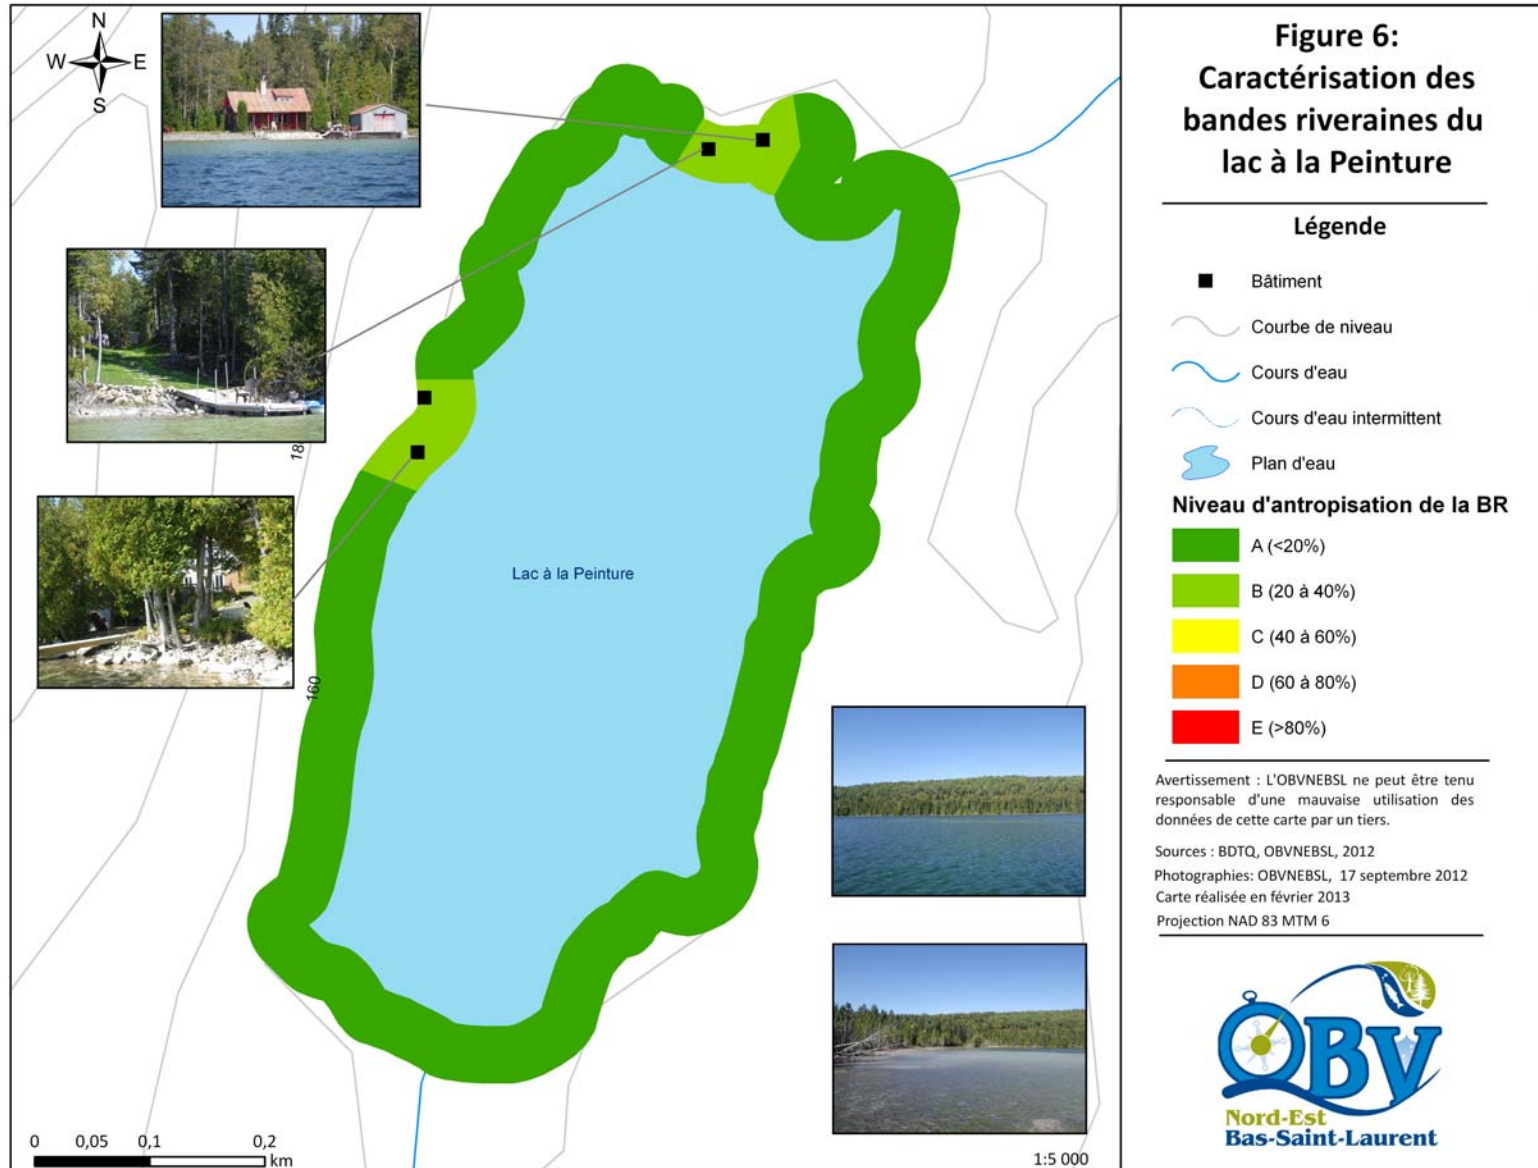 N
W E
S
18
160
Lac à la Peinture
0 0,05 0,1 0,2
km
1:5 000
Figure 6:
Caractérisation des
bandes riveraines du
lac à la Peinture
Légende
Bâtiment
Courbe de niveau
Cours d'eau
Cours d'eau intermittent
Plan d'eau
Niveau d'antropisation de la BR
A (<20%)
B (20 à 40%)
C (40 à 60%)
D (60 à 80%)
E (>80%)
Avertissement : L'OBVNEBSL ne peut être tenu
responsable d'une mauvaise utilisation des
données de cette carte par un tiers.
Sources : BDTQ, OBVNEBSL, 2012
Photographies: OBVNEBSL, 17 septembre 2012
Carte réalisée en février 2013
Projection NAD 83 MTM 6
OBV
Nord-Est
Bas-Saint-Laurent